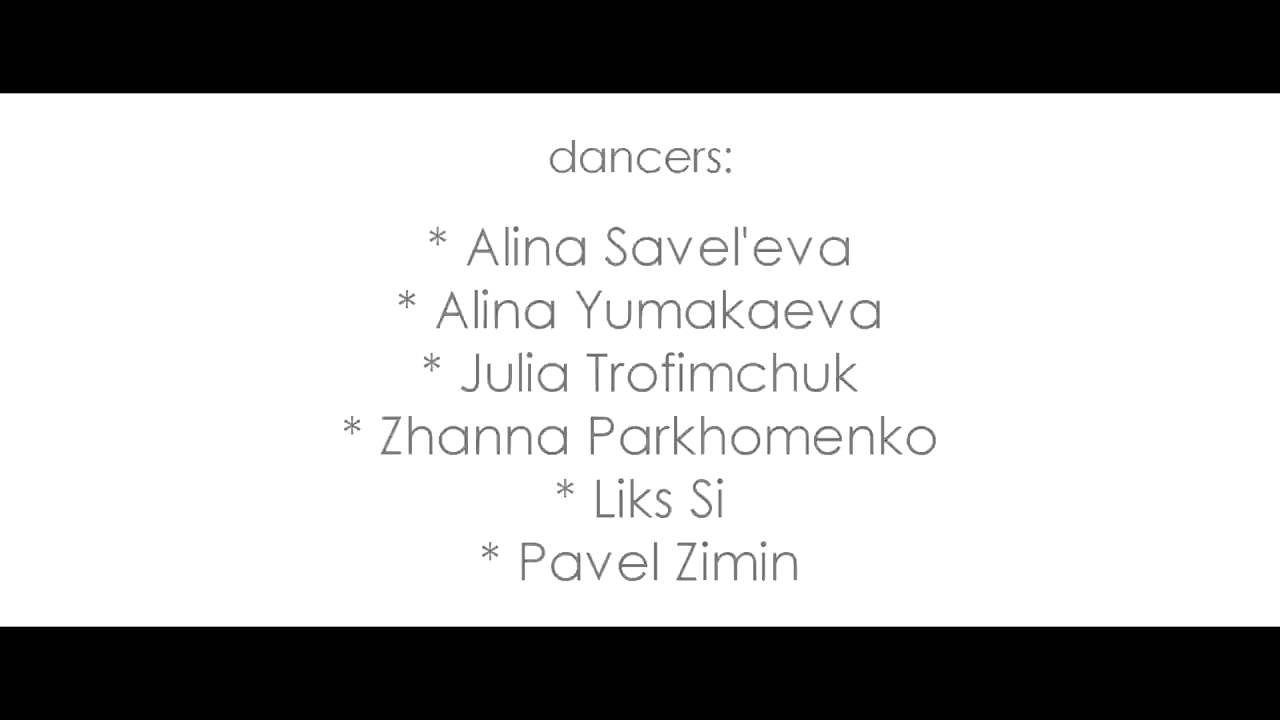 dancers:
* Alina Savel'eva
* Alina Yumakaeva
* Julia Trofimchuk
* Zhanna Parkhomenko
* Liks Si
* Pavel Zimin